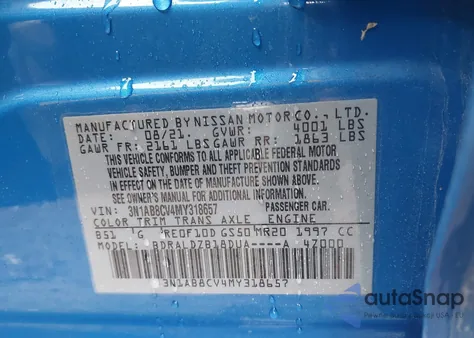 MANUFACTURED BY NISSAN MOTOR CO., LTD.
DATE: 08/21. GVWR: 4001 LBS
GAWR FR: 2161 LBS GAWR RR: 1863 LBS
THIS VEHICLE CONFORMS TO ALL APPLICABLE FEDERAL MOTOR
VEHICLE SAFETY, BUMPER AND THEFT PREVENTION STANDARDS
IN EFFECT ON THE DATE OF MANUFACTURE SHOWN ABOVE.
SEE OWNER'S MANUAL FOR ADDITIONAL INFORMATION.
VIN: 3N1AB8CV4MY318657 PASSENGER CAR.
COLOR TRIM TRANS AXLE ENGINE
B51 G RE0F10D GS50 MR20 1997 CC
MODEL: BDRALDZB18DUA----A 47000
3N1AB8CV4MY318657
autoSnap